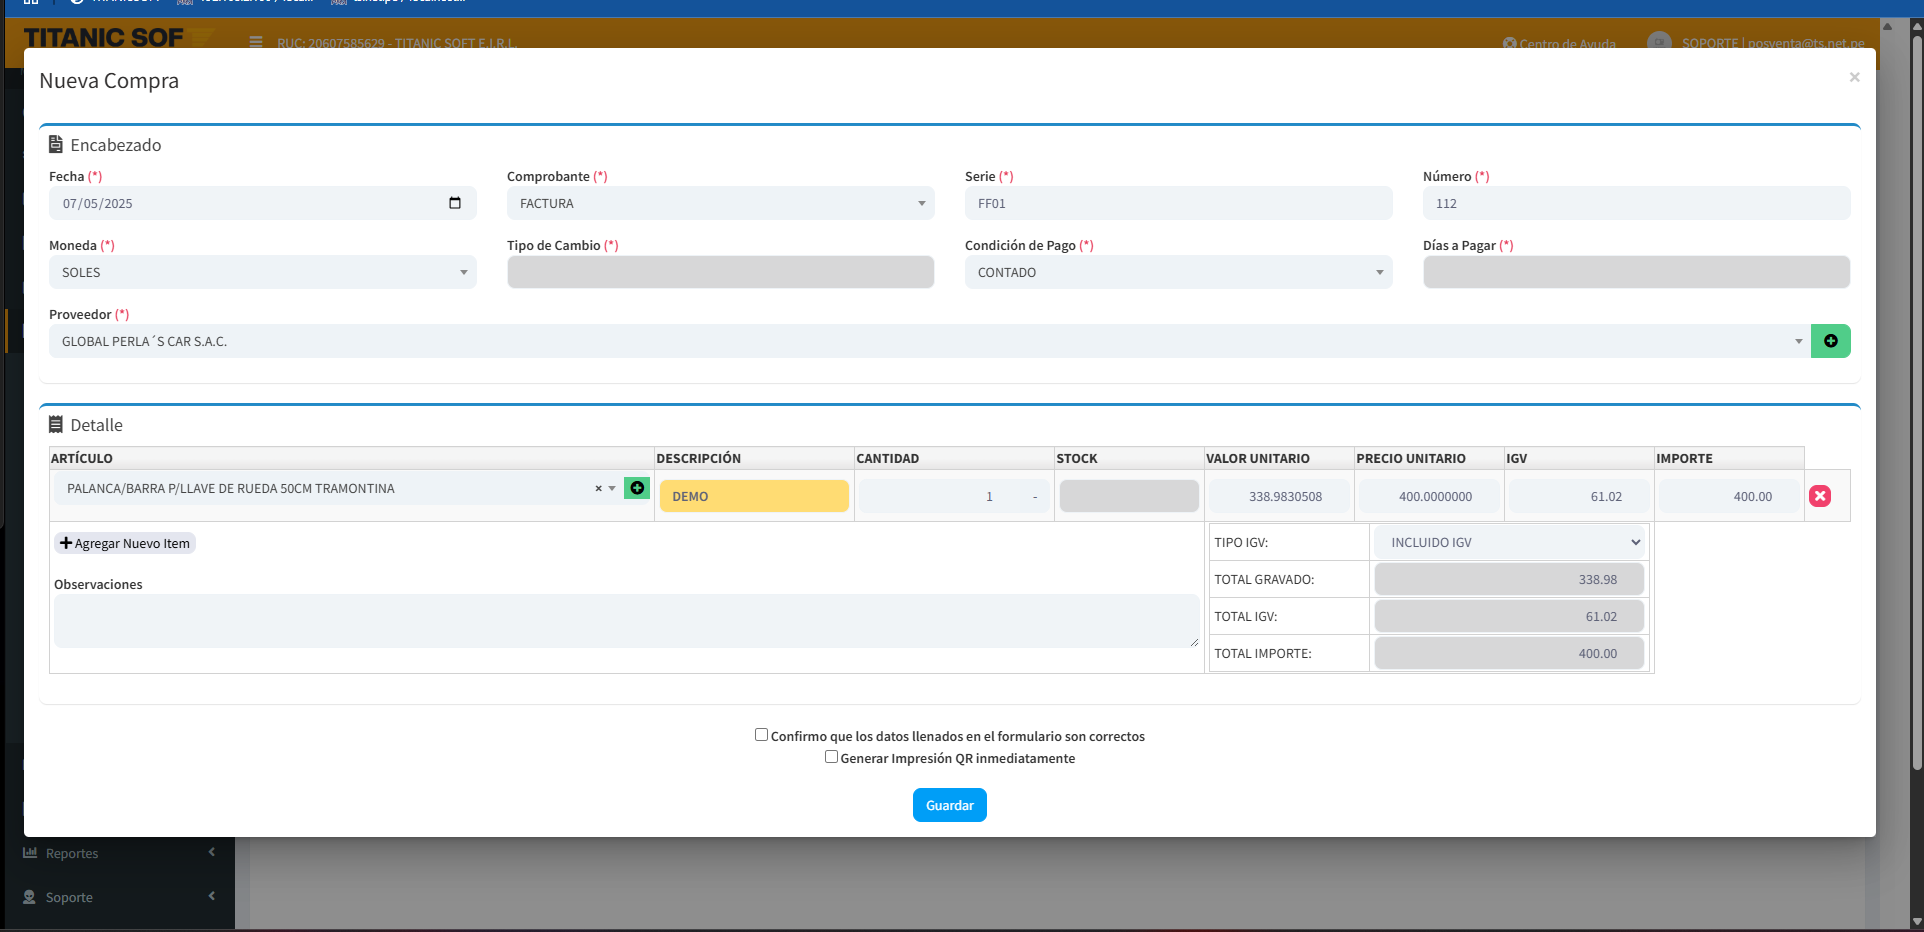 TITANIC SOF
RUC: 20607585629 - TITANIC SOFT E.I.R.L.
Centro de Ayuda
SOPORTE | posventa@ts.net.pe
Nueva Compra
×
Encabezado
Fecha (*)
Comprobante (*)
Serie (*)
Número (*)
07/05/2025
FACTURA
FF01
112
Moneda (*)
Tipo de Cambio (*)
Condición de Pago (*)
Días a Pagar (*)
SOLES
CONTADO
Proveedor (*)
GLOBAL PERLA´S CAR S.A.C.
Detalle
ARTÍCULO
DESCRIPCIÓN
CANTIDAD
STOCK
VALOR UNITARIO
PRECIO UNITARIO
IGV
IMPORTE
PALANCA/BARRA P/LLAVE DE RUEDA 50CM TRAMONTINA
×
DEMO
1
-
338.9830508
400.0000000
61.02
400.00
Agregar Nuevo Item
TIPO IGV:
INCLUIDO IGV
TOTAL GRAVADO:
338.98
Observaciones
TOTAL IGV:
61.02
TOTAL IMPORTE:
400.00
Confirmo que los datos llenados en el formulario son correctos
Generar Impresión QR inmediatamente
Guardar
Reportes
Soporte